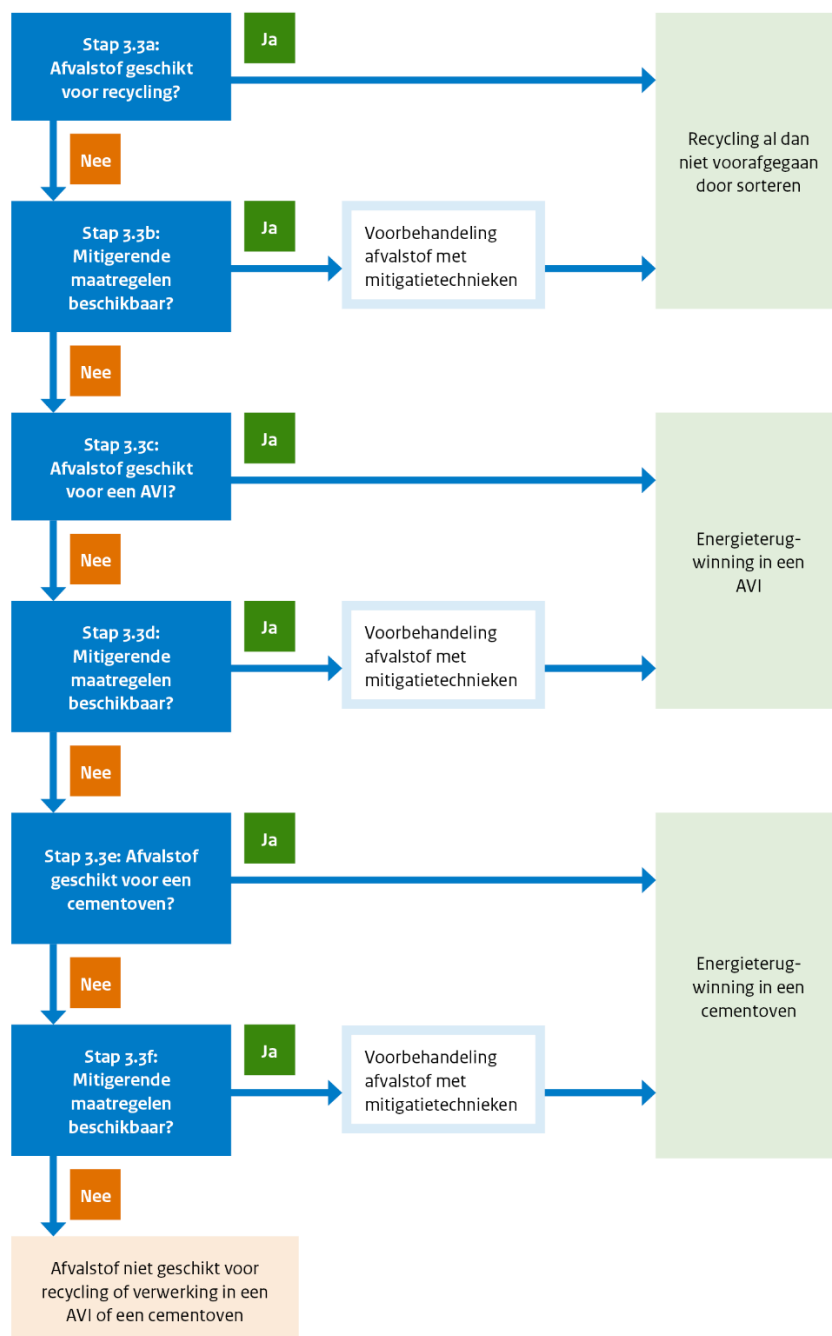 Stap 3.3a:
Afvalstof geschikt
voor recycling?
Ja
Nee
Recycling al dan
niet voorafgegaan
door sorteren
Stap 3.3b:
Mitigerende
maatregelen
beschikbaar?
Ja
Voorbehandeling
afvalstof met
mitigatietechnieken
Nee
Stap 3.3c:
Afvalstof geschikt
voor een AVI?
Ja
Nee
Energieterug-
winning in een
AVI
Stap 3.3d:
Mitigerende
maatregelen
beschikbaar?
Ja
Voorbehandeling
afvalstof met
mitigatietechnieken
Nee
Stap 3.3e: Afvalstof
geschikt voor een
cementoven?
Ja
Nee
Energieterug-
winning in een
cementoven
Stap 3.3f:
Mitigerende
maatregelen
beschikbaar?
Ja
Voorbehandeling
afvalstof met
mitigatietechnieken
Nee
Afvalstof niet geschikt voor
recycling of verwerking in een
AVI of een cementoven